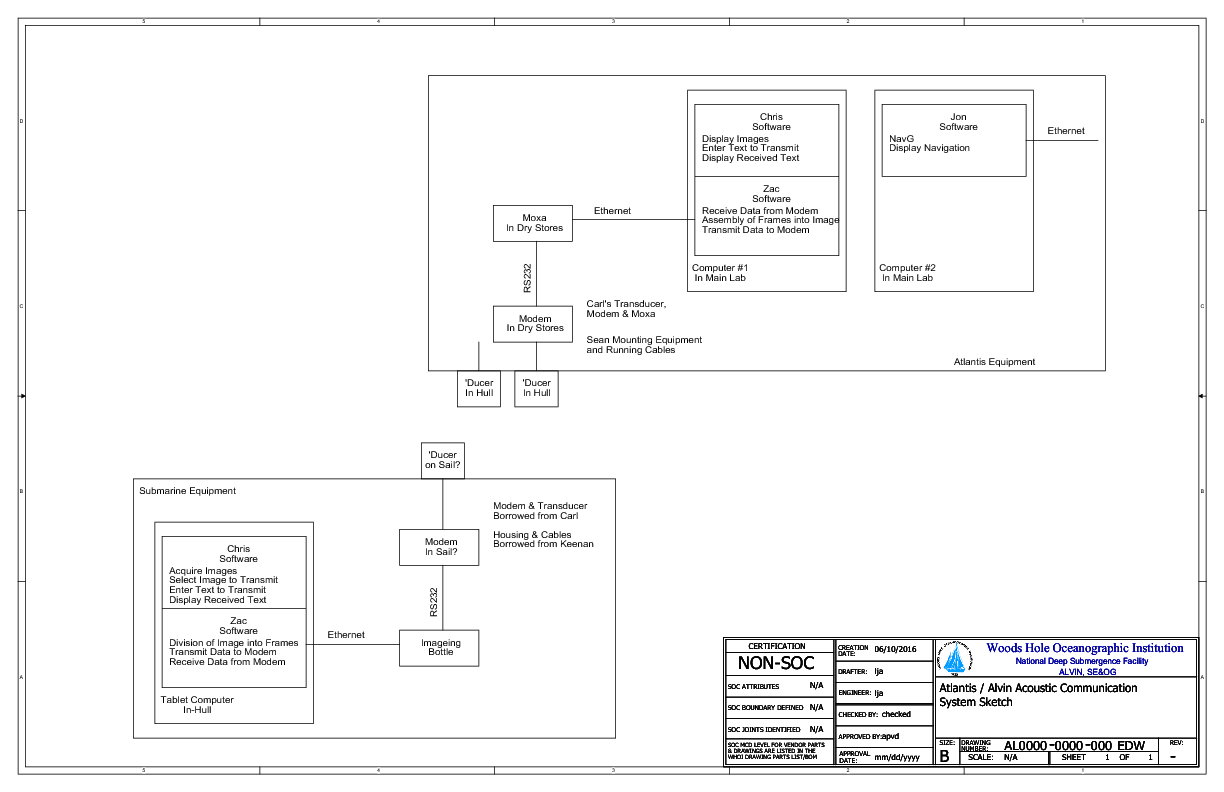 5 4 3 2 1
D
D
C
C
B
B
A
A
5 4 3 2 1
Chris
Software
Display Images
Enter Text to Transmit
Display Received Text
Zac
Software
Receive Data from Modem
Assembly of Frames into Image
Transmit Data to Modem
Computer #1
In Main Lab
Jon
Software
NavG
Display Navigation
Ethernet
Computer #2
In Main Lab
Moxa
In Dry Stores
Ethernet
RS232
Modem
In Dry Stores
Carl's Transducer,
Modem & Moxa
Sean Mounting Equipment
and Running Cables
Atlantis Equipment
'Ducer
In Hull
'Ducer
In Hull
'Ducer
on Sail?
Submarine Equipment
Modem & Transducer
Borrowed from Carl
Housing & Cables
Borrowed from Keenan
Modem
In Sail?
RS232
Imageing
Bottle
Ethernet
Chris
Software
Acquire Images
Select Image to Transmit
Enter Text to Transmit
Display Received Text
Zac
Software
Division of Image into Frames
Transmit Data to Modem
Receive Data from Modem
Tablet Computer
In-Hull
CERTIFICATION
NON-SOC
SOC ATTRIBUTES N/A
SOC BOUNDARY DEFINED N/A
SOC JOINTS IDENTIFIED N/A
SOC MCD LEVEL FOR VENDOR PARTS
& DRAWINGS ARE LISTED IN THE
WHOI DRAWING PARTS LIST/BOM
CREATION
DATE: 06/10/2016
DRAFTER: lja
ENGINEER: lja
CHECKED BY: checked
APPROVED BY:apvd
APPROVAL
DATE: mm/dd/yyyy
Woods Hole Oceanographic Institution
National Deep Submergence Facility
ALVIN, SE&OG
Atlantis / Alvin Acoustic Communication
System Sketch
SIZE: B
DRAWING
NUMBER: AL0000-0000-000 EDW
REV: -
SCALE: N/A SHEET 1 OF 1